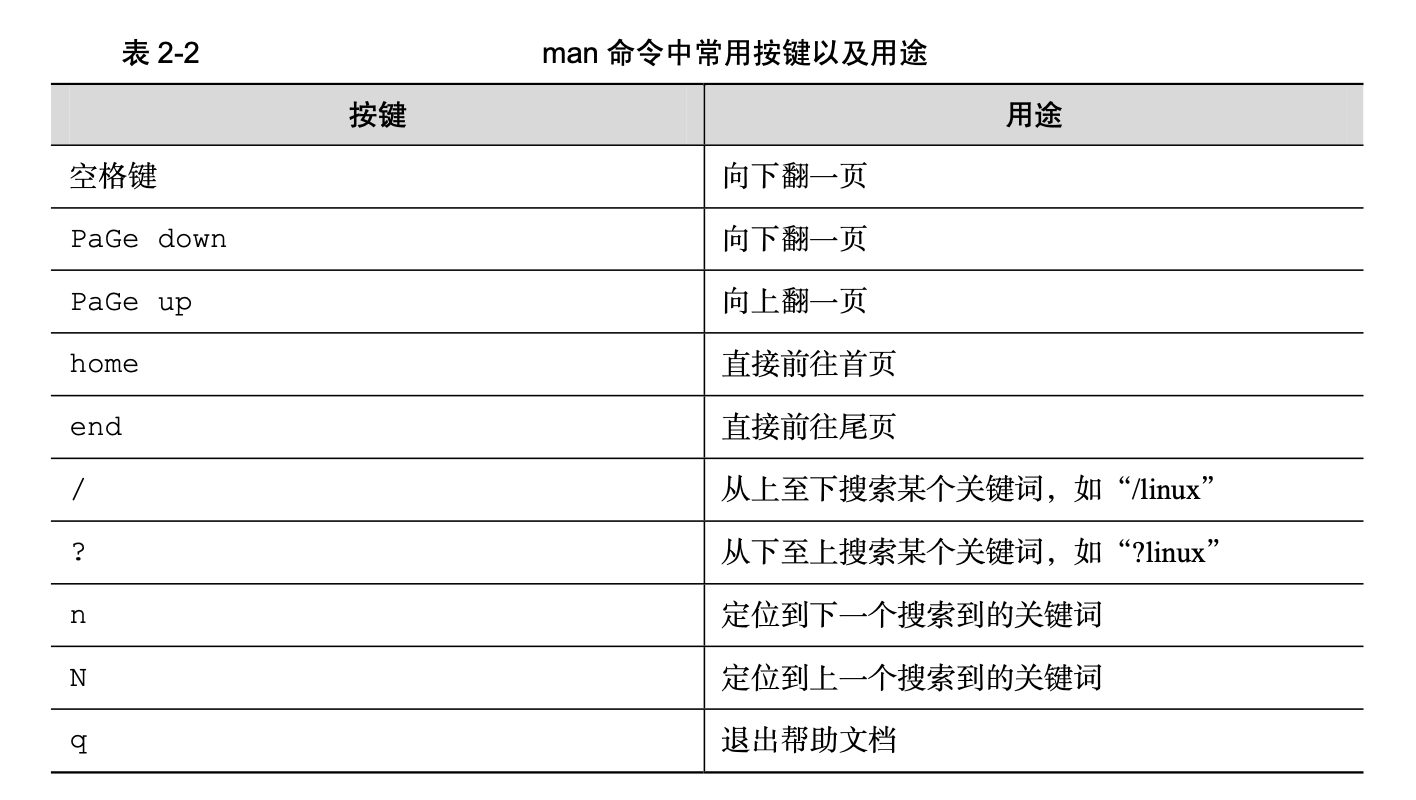 表 2-2 man 命令中常用按键以及用途
按键 用途
空格键 向下翻一页
PaGe down 向下翻一页
PaGe up 向上翻一页
home 直接前往首页
end 直接前往尾页
/ 从上至下搜索某个关键词，如“/linux”
? 从下至上搜索某个关键词，如“?linux”
n 定位到下一个搜索到的关键词
N 定位到上一个搜索到的关键词
q 退出帮助文档